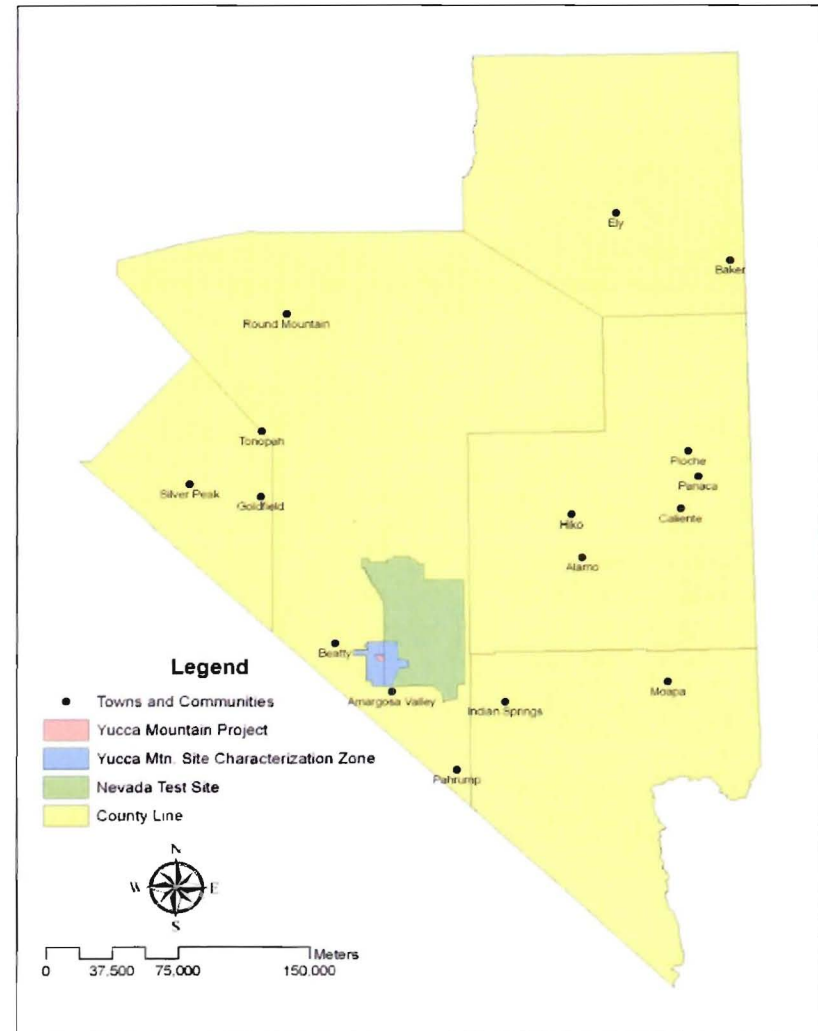 Ely
Baker
Round Mountain
Tonopah
Pioche
Panaca
Silver Peak
Goldfield
Caliente
Hiko
Alamo
Beatty
Moapa
Amargosa Valley
Indian Springs
Pahrump
Legend
Towns and Communities
Yucca Mountain Project
Yucca Mtn. Site Characterization Zone
Nevada Test Site
County Line
N
W E
S
Meters
0 37,500 75,000 150,000